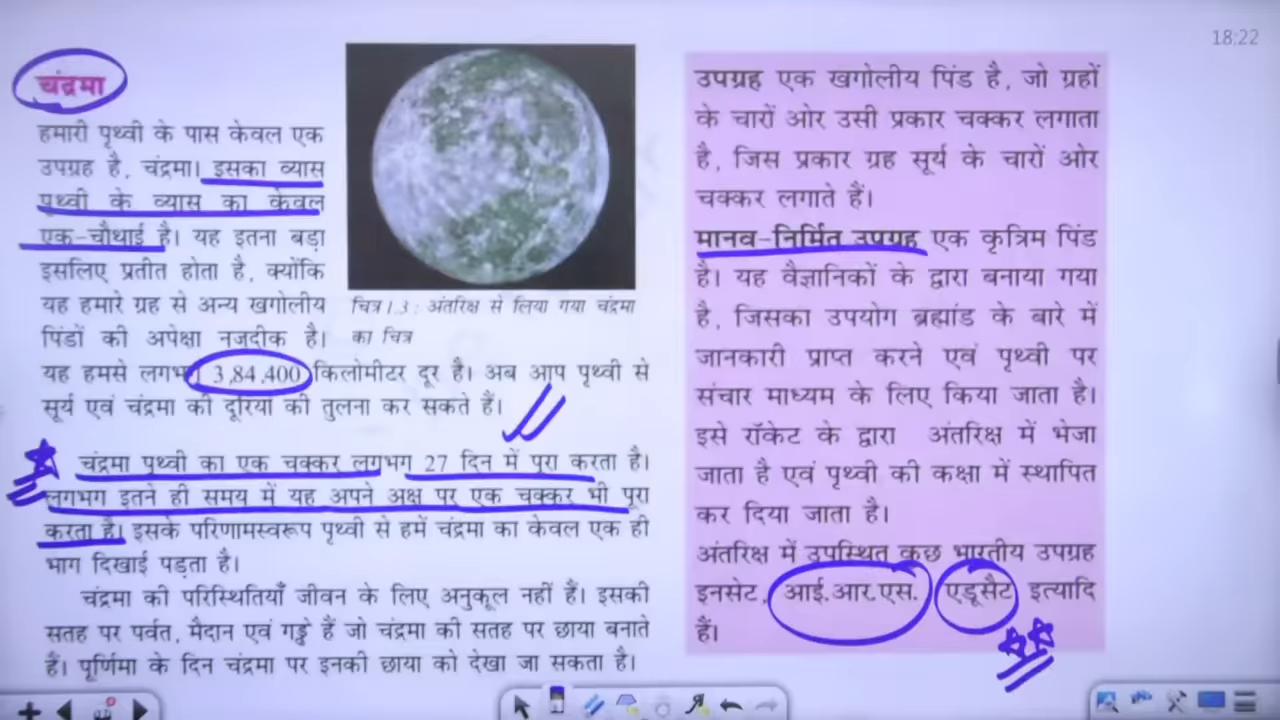 18:22
चंद्रमा
हमारी पृथ्वी के पास केवल एक
उपग्रह है, चंद्रमा। इसका व्यास
पृथ्वी के व्यास का केवल
एक-चौथाई है। यह इतना बड़ा
इसलिए प्रतीत होता है, क्योंकि
यह हमारे ग्रह से अन्य खगोलीय
पिंडों की अपेक्षा नजदीक है।
चित्र 1.3 : अंतरिक्ष से लिया गया चंद्रमा
का चित्र
यह हमसे लगभग 3,84,400 किलोमीटर दूर है। अब आप पृथ्वी से
सूर्य एवं चंद्रमा की दूरियों की तुलना कर सकते हैं।
चंद्रमा पृथ्वी का एक चक्कर लगभग 27 दिन में पूरा करता है।
लगभग इतने ही समय में यह अपने अक्ष पर एक चक्कर भी पूरा
करता है। इसके परिणामस्वरूप पृथ्वी से हमें चंद्रमा का केवल एक ही
भाग दिखाई पड़ता है।
चंद्रमा की परिस्थितियाँ जीवन के लिए अनुकूल नहीं हैं। इसकी
सतह पर पर्वत, मैदान एवं गड्ढे हैं जो चंद्रमा की सतह पर छाया बनाते
हैं। पूर्णिमा के दिन चंद्रमा पर इनकी छाया को देखा जा सकता है।
उपग्रह एक खगोलीय पिंड है, जो ग्रहों
के चारों ओर उसी प्रकार चक्कर लगाता
है, जिस प्रकार ग्रह सूर्य के चारों ओर
चक्कर लगाते हैं।
मानव-निर्मित उपग्रह एक कृत्रिम पिंड
है। यह वैज्ञानिकों के द्वारा बनाया गया
है, जिसका उपयोग ब्रह्मांड के बारे में
जानकारी प्राप्त करने एवं पृथ्वी पर
संचार माध्यम के लिए किया जाता है।
इसे रॉकेट के द्वारा अंतरिक्ष में भेजा
जाता है एवं पृथ्वी की कक्षा में स्थापित
कर दिया जाता है।
अंतरिक्ष में उपस्थित कुछ भारतीय उपग्रह
इनसेट, आई.आर.एस. एडूसैट इत्यादि
हैं।